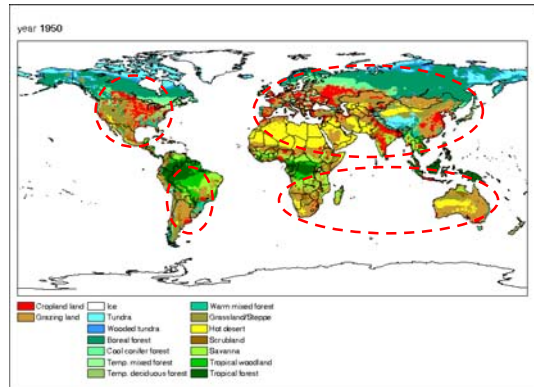 year 1950
Cropland land
Grazing land
Ice
Tundra
Wooded tundra
Boreal forest
Cool conifer forest
Temp. mixed forest
Temp. deciduous forest
Warm mixed forest
Grassland/Steppe
Hot desert
Scrubland
Savanna
Tropical woodland
Tropical forest